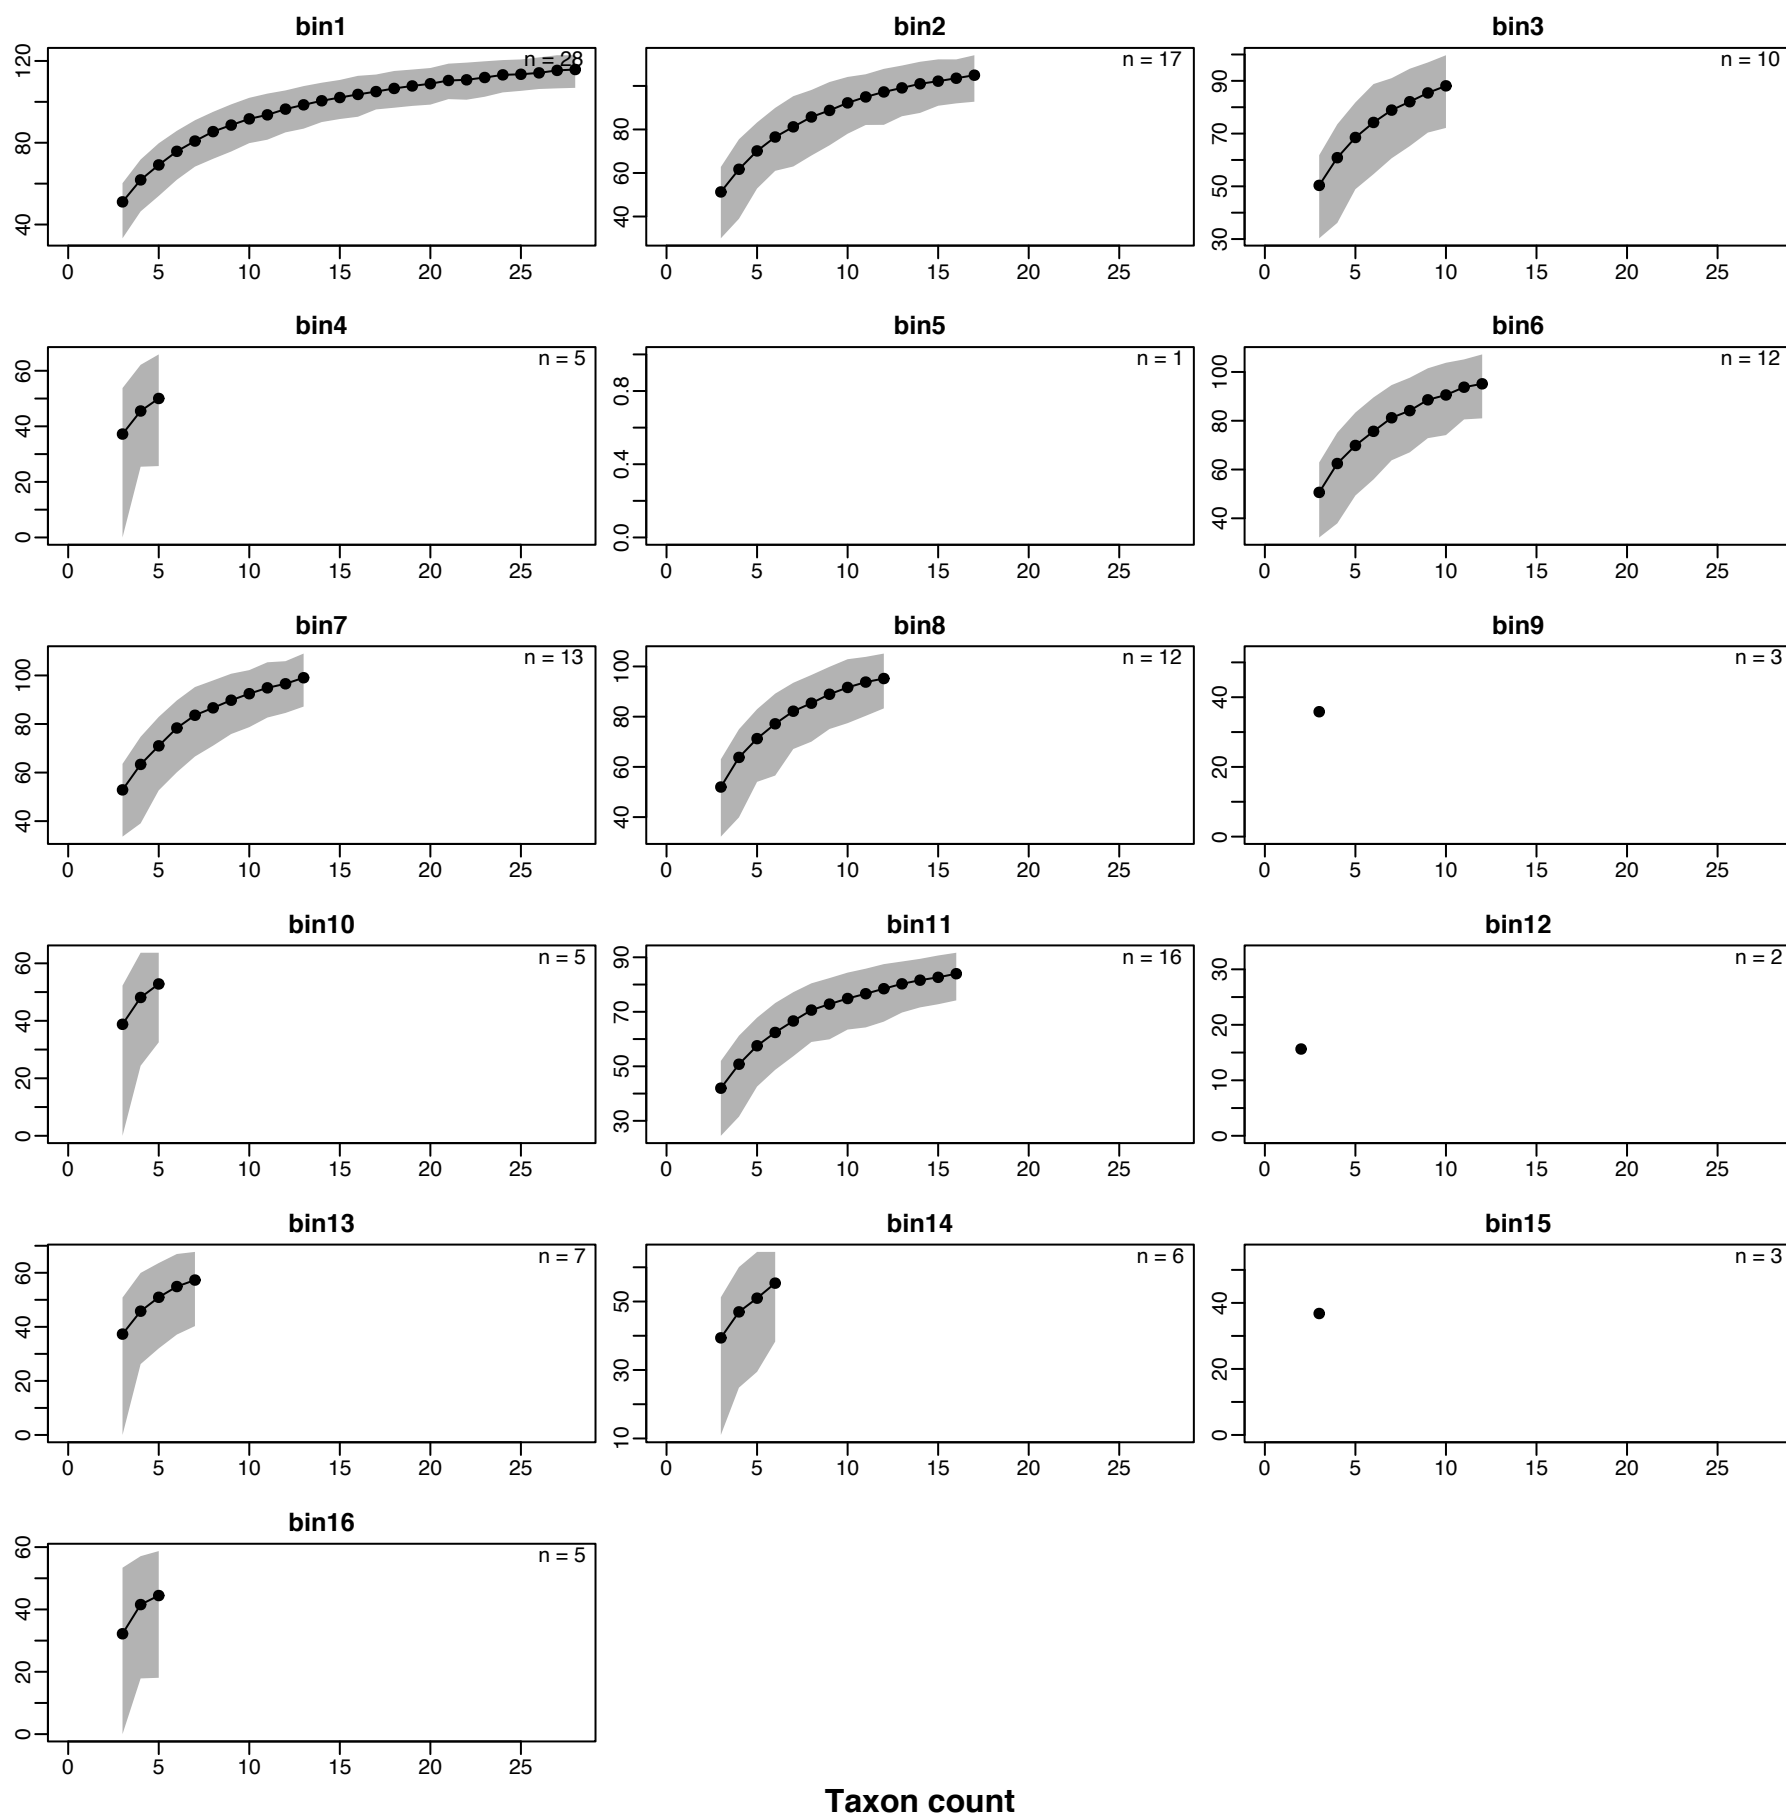 bin1
n = 28
40
80
120
0 5 10 15 20 25
bin2
n = 17
40
60
80
0 5 10 15 20 25
bin3
n = 10
30
50
70
90
0 5 10 15 20 25
bin4
n = 5
0
20
40
60
0 5 10 15 20 25
bin5
n = 1
0.0
0.4
0.8
0 5 10 15 20 25
bin6
n = 12
40
60
80
100
0 5 10 15 20 25
bin7
n = 13
40
60
80
100
0 5 10 15 20 25
bin8
n = 12
40
60
80
100
0 5 10 15 20 25
bin9
n = 3
0
20
40
0 5 10 15 20 25
bin10
n = 5
0
20
40
60
0 5 10 15 20 25
bin11
n = 16
30
50
70
90
0 5 10 15 20 25
bin12
n = 2
0
10
20
30
0 5 10 15 20 25
bin13
n = 7
0
20
40
60
0 5 10 15 20 25
bin14
n = 6
10
30
50
0 5 10 15 20 25
bin15
n = 3
0
20
40
0 5 10 15 20 25
bin16
n = 5
0
20
40
60
0 5 10 15 20 25
Taxon count